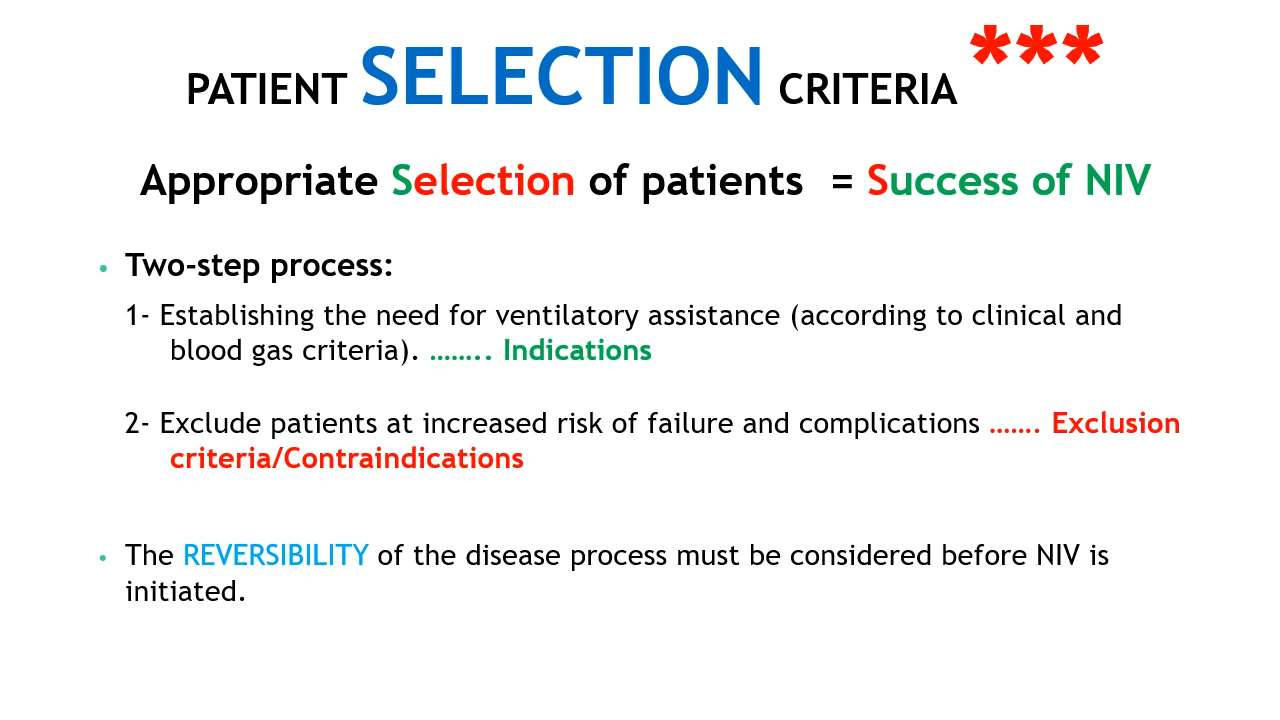 PATIENT SELECTION CRITERIA ***
Appropriate Selection of patients = Success of NIV
• Two-step process:
1- Establishing the need for ventilatory assistance (according to clinical and
blood gas criteria). …….. Indications
2- Exclude patients at increased risk of failure and complications ……. Exclusion
criteria/Contraindications
• The REVERSIBILITY of the disease process must be considered before NIV is
initiated.